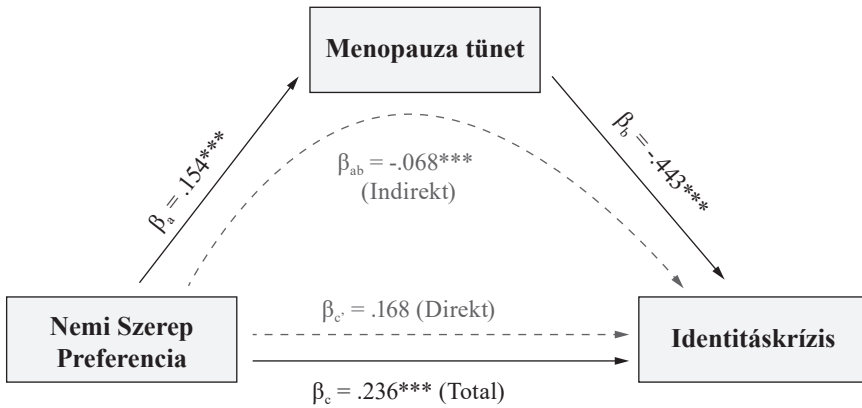 Menopauza tünet
βa = .154***
βb = -.443***
βab = -.068***
(Indirekt)
βc' = .168 (Direkt)
Nemi Szerep
Preferencia
Identitáskrízis
βc = .236*** (Total)